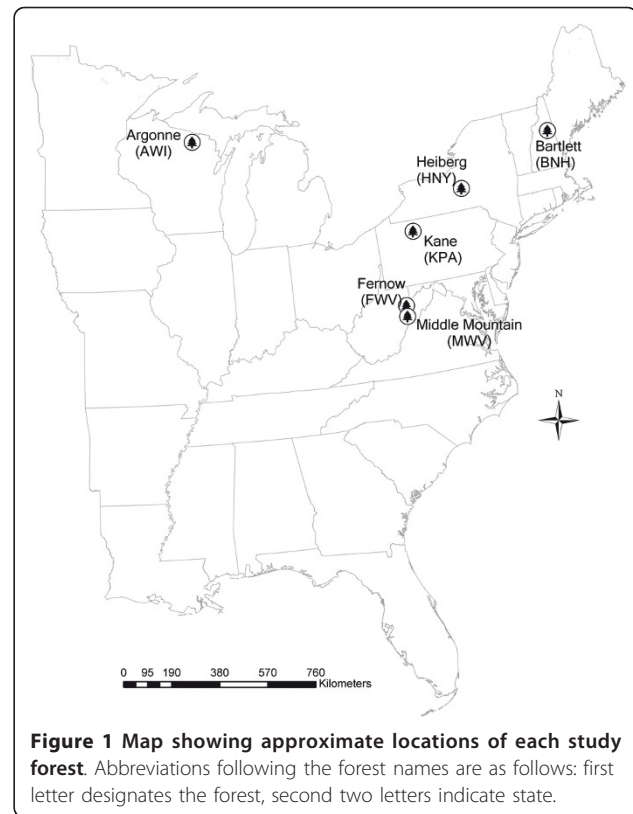 Argonne
(AWI)
Bartlett
(BNH)
Heiberg
(HNY)
Kane
(KPA)
Fernow
(FWV)
Middle Mountain
(MWV)
N
0 95 190 380 570 760
Kilometers
Figure 1 Map showing approximate locations of each study
forest. Abbreviations following the forest names are as follows: first
letter designates the forest, second two letters indicate state.